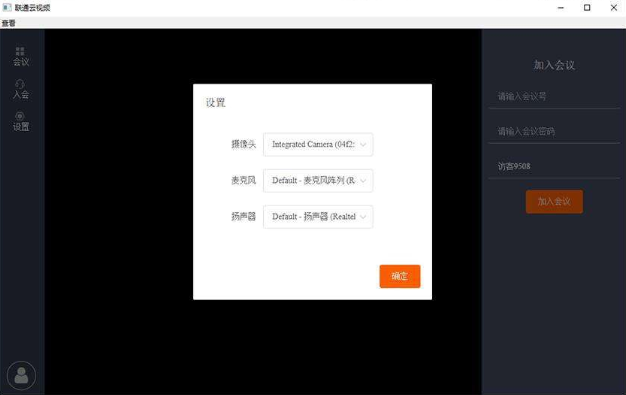 联通云视频
查看
会议
入会
设置
设置
摄像头
Integrated Camera (04f2:
麦克风
Default - 麦克风阵列 (R
扬声器
Default - 扬声器 (Realtel
确定
加入会议
请输入会议号
请输入会议密码
访客9508
加入会议